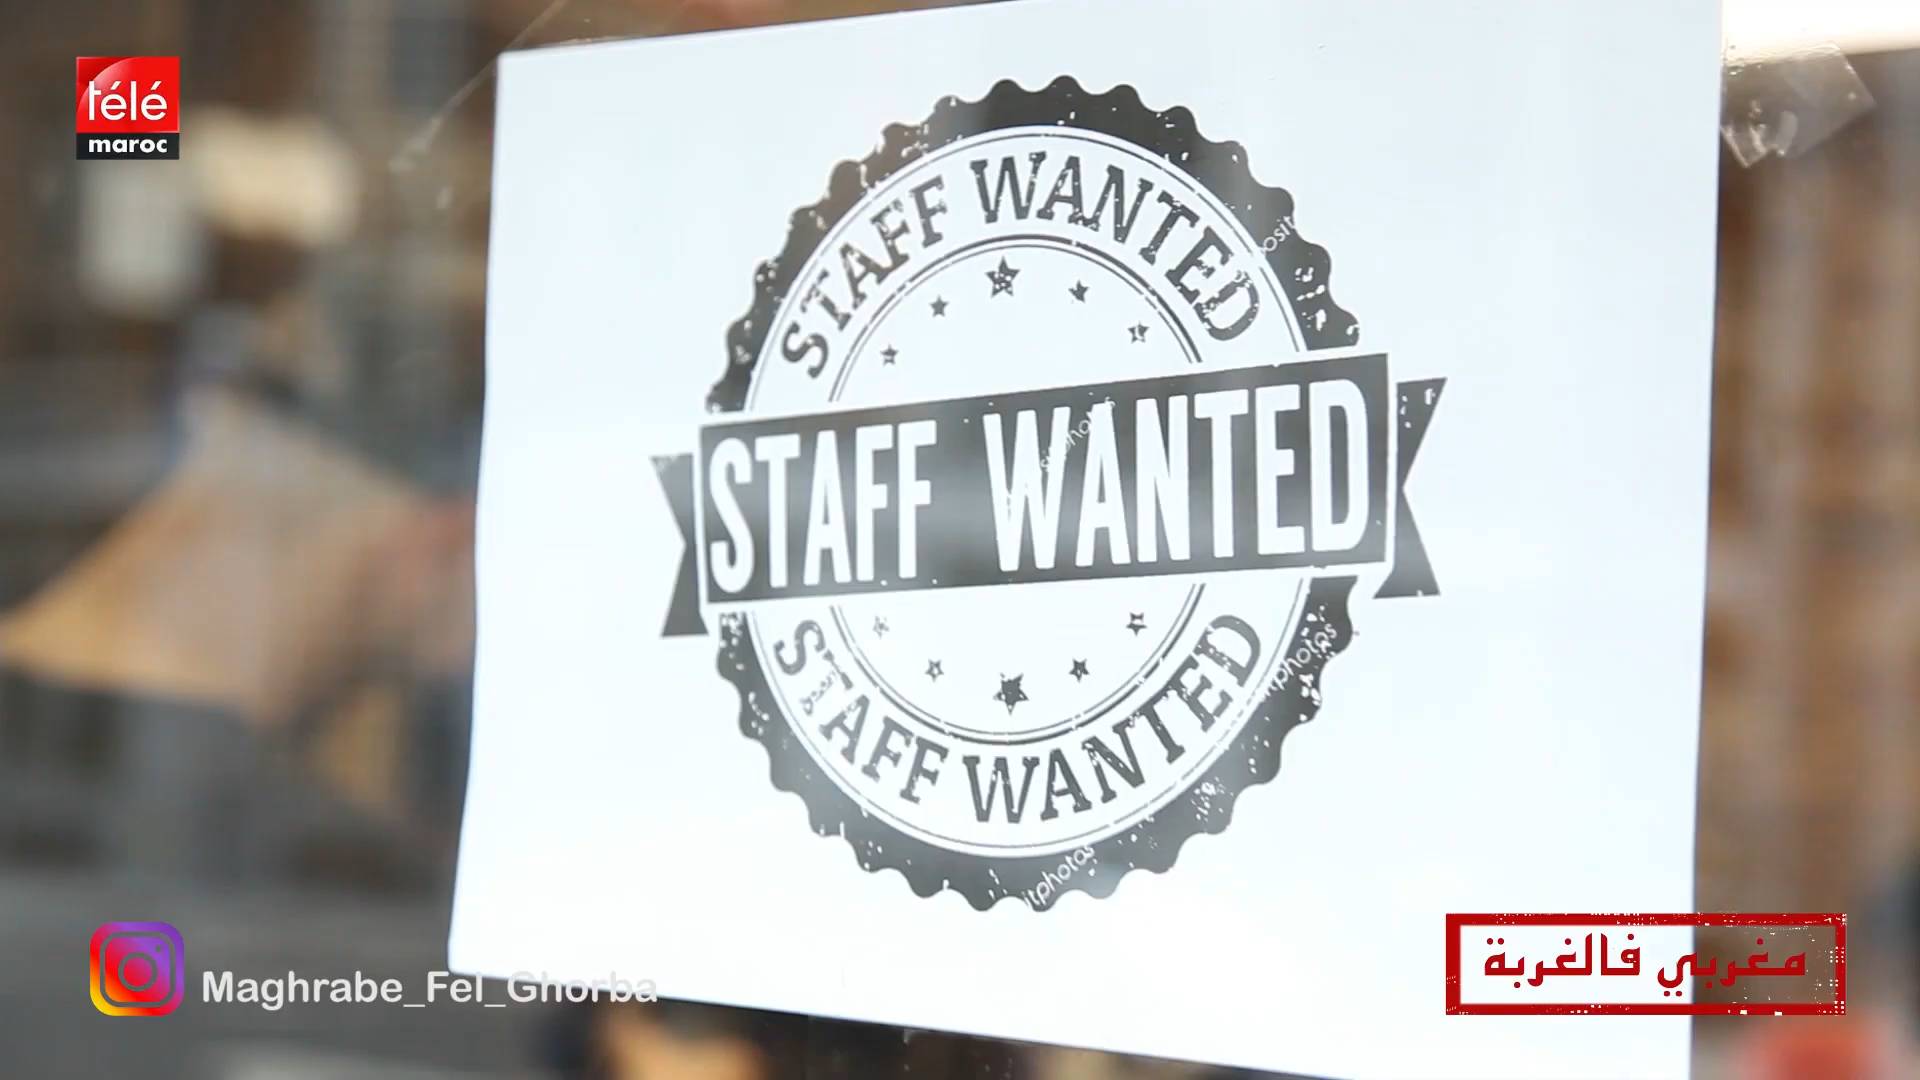 télé
maroc
STAFF WANTED
STAFF WANTED
STAFF WANTED
Maghrabe_Fel_Ghorba
مغربي فالغربة